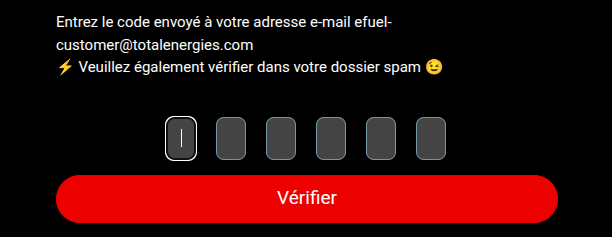 Entrez le code envoyé à votre adresse e-mail efuel-
customer@totalenergies.com
⚡ Veuillez également vérifier dans votre dossier spam 😉
Vérifier